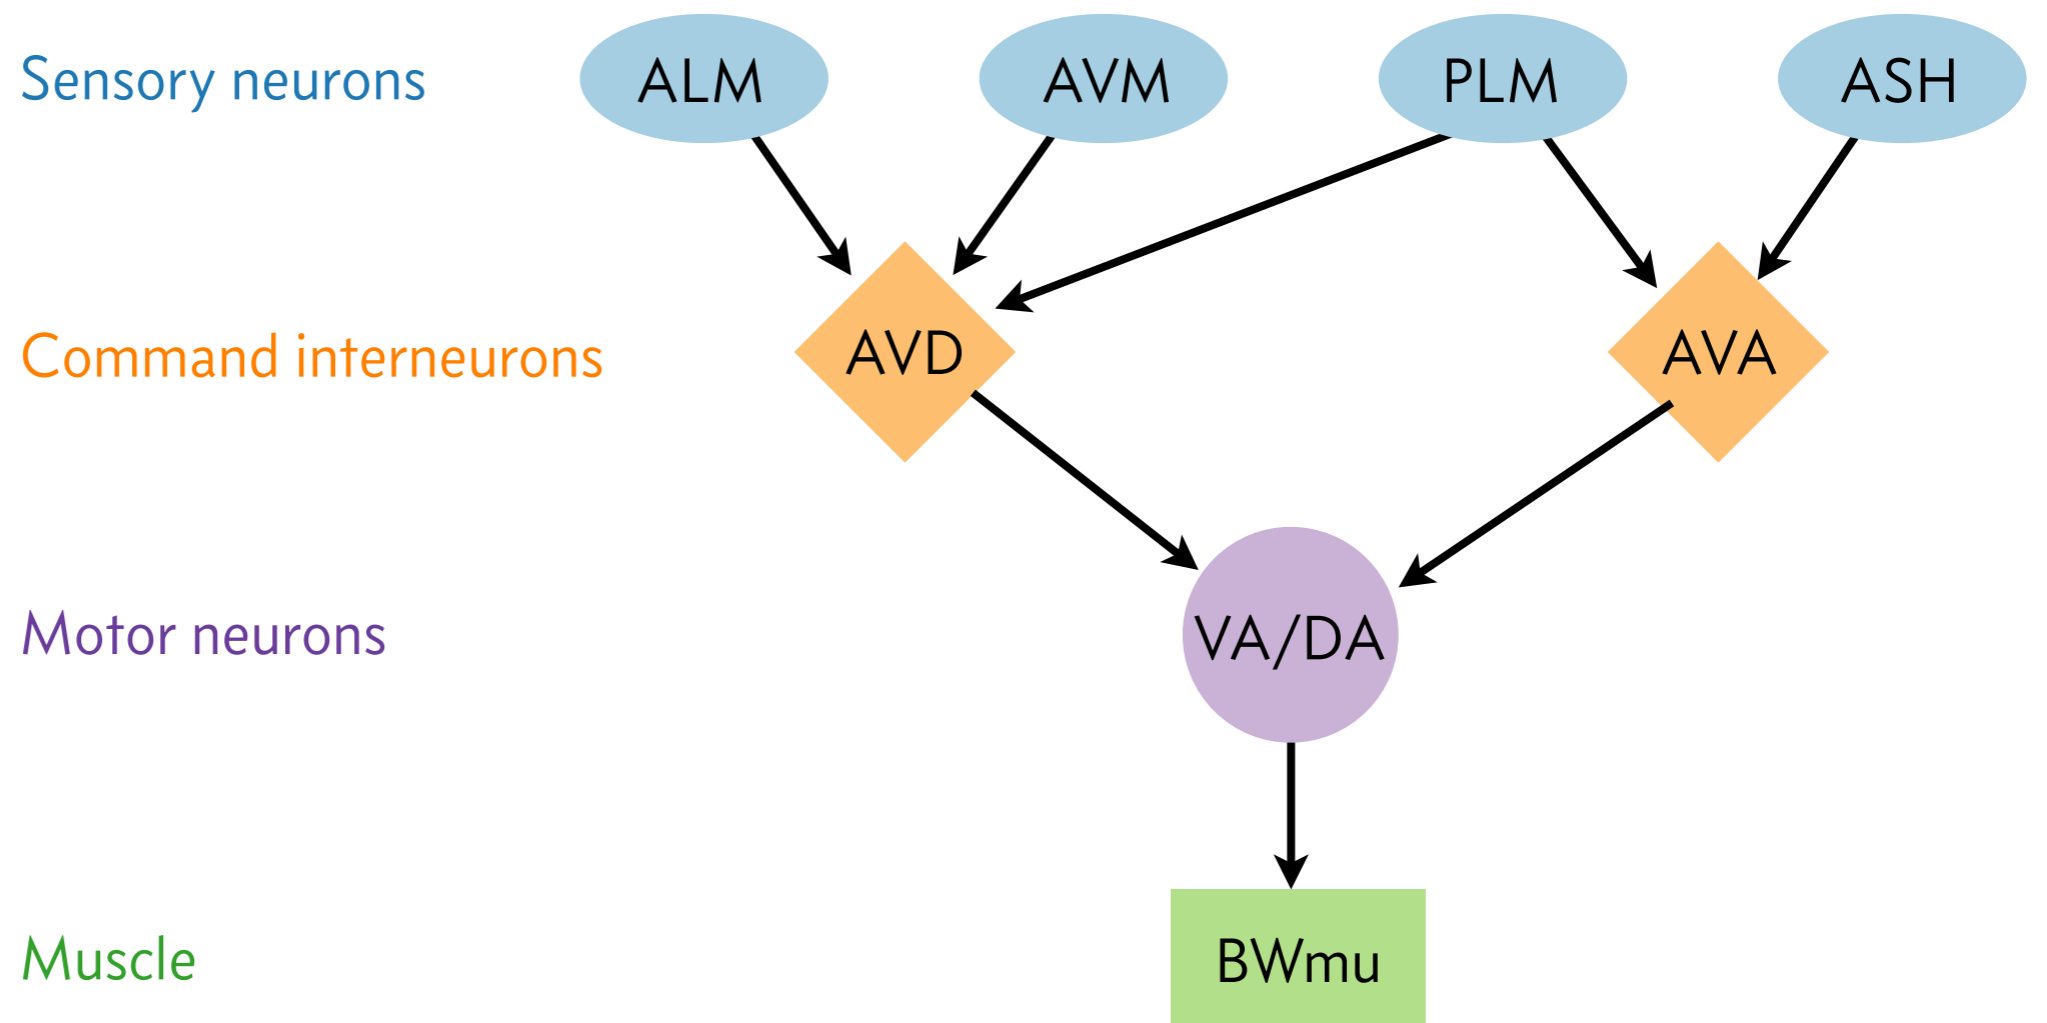 Sensory neurons
ALM
AVM
PLM
ASH
Command interneurons
AVD
AVA
Motor neurons
VA/DA
Muscle
BWmu